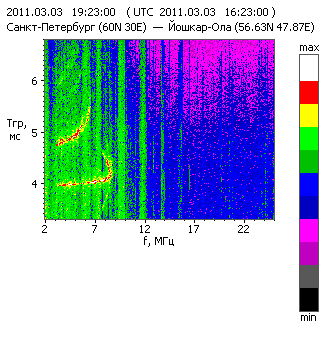 2011.03.03 19:23:00 ( UTC 2011.03.03 16:23:00 )
Санкт-Петербург (60N 30E) — Йошкар-Ола (56.63N 47.87E)
max
6
Тгр,
мс
5
4
2 7 12 17 22
f, МГц
min